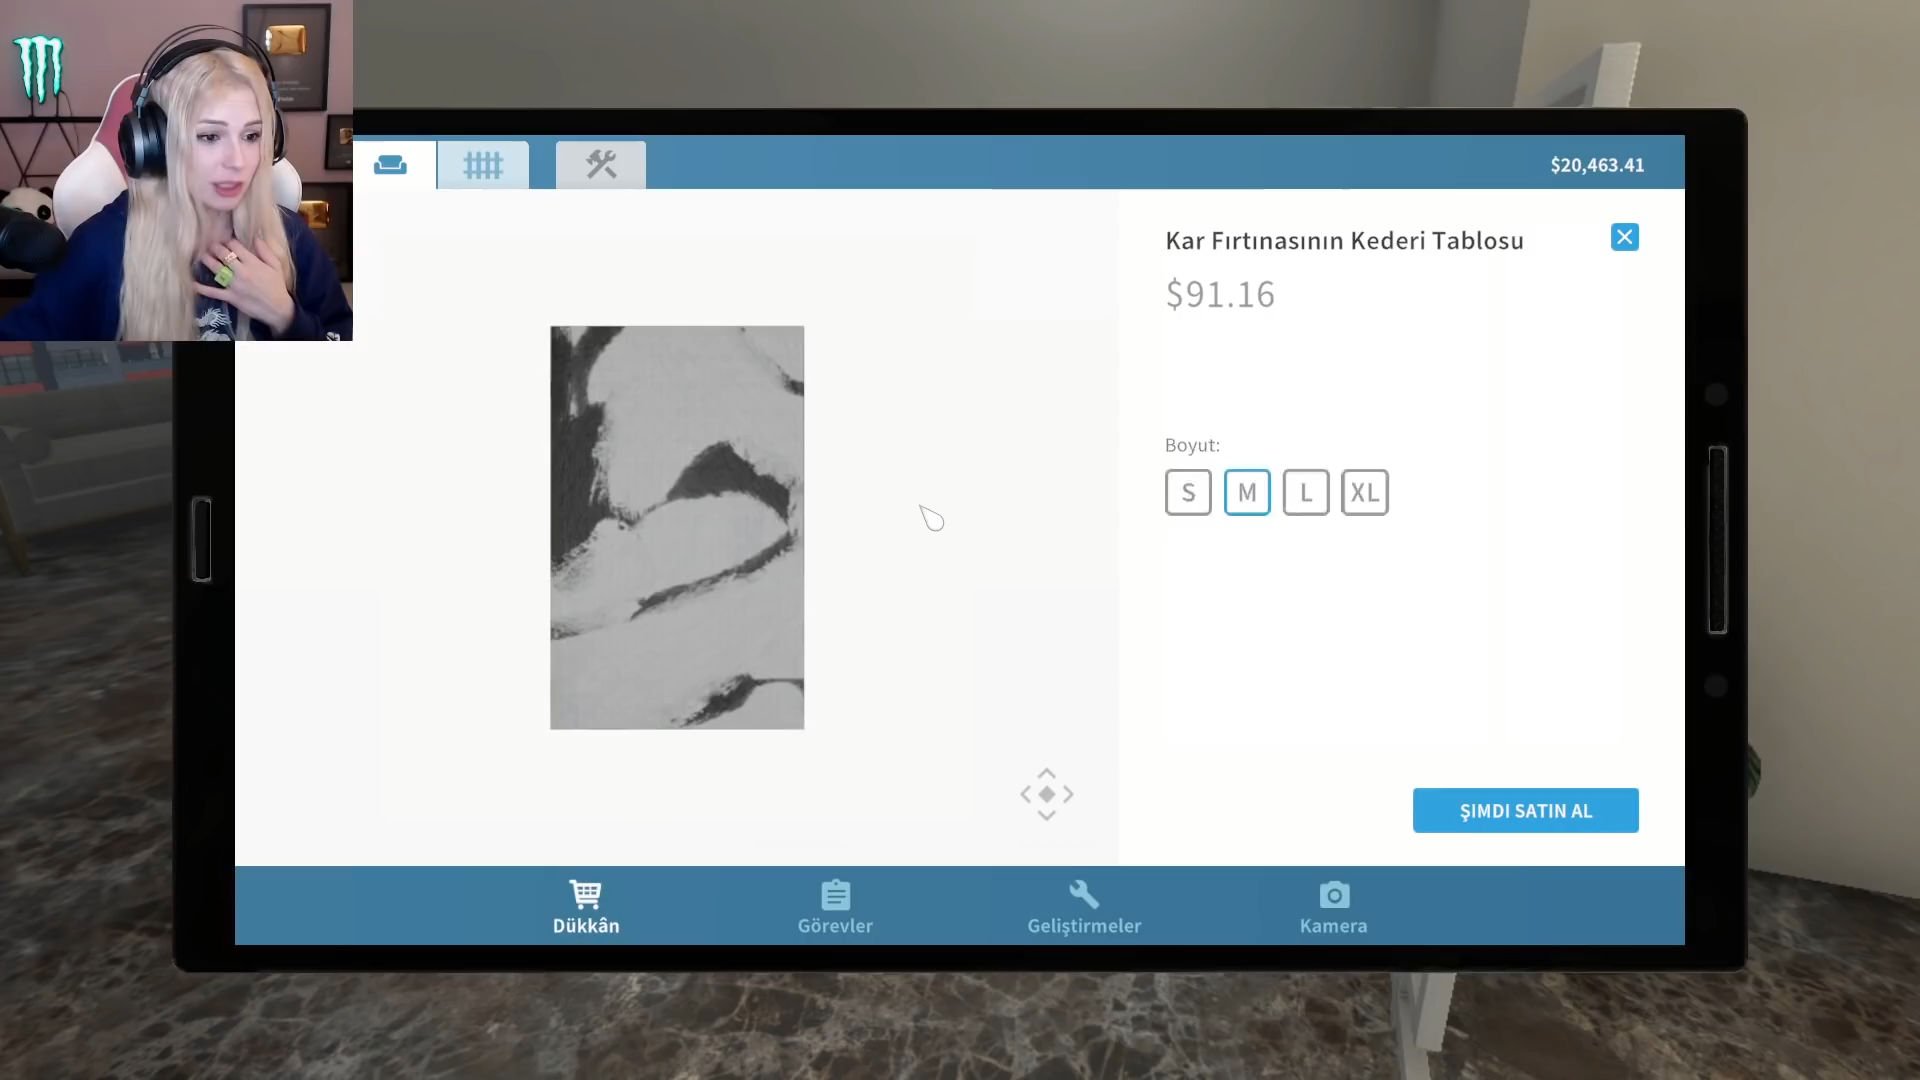 $20,463.41
Kar Fırtınasının Kederi Tablosu
$91.16
Boyut:
S M L XL
ŞIMDI SATIN AL
Dükkân Görevler Geliştirmeler Kamera